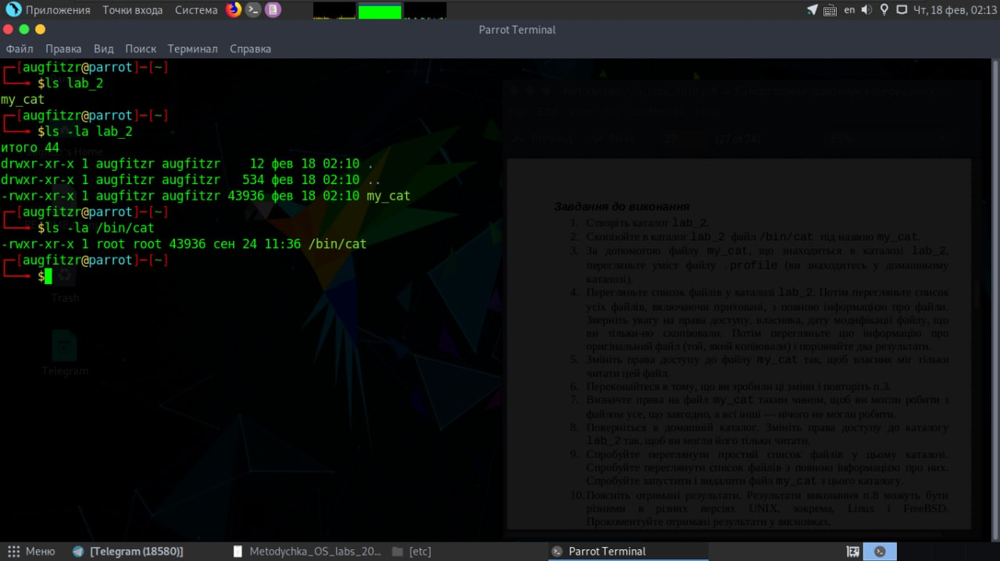 Приложения Точки входа Система en Чт, 18 фев, 02:13
Parrot Terminal
Файл Правка Вид Поиск Терминал Справка
┌─[augfitzr@parrot]─[~]
└──╼ $ls lab_2
my_cat
┌─[augfitzr@parrot]─[~]
└──╼ $ls -la lab_2
итого 44
drwxr-xr-x 1 augfitzr augfitzr    12 фев 18 02:10 .
drwxr-xr-x 1 augfitzr augfitzr   534 фев 18 02:10 ..
-rwxr-xr-x 1 augfitzr augfitzr 43936 фев 18 02:10 my_cat
┌─[augfitzr@parrot]─[~]
└──╼ $ls -la /bin/cat
-rwxr-xr-x 1 root root 43936 сен 24 11:36 /bin/cat
┌─[augfitzr@parrot]─[~]
└──╼ $
's Home
Trash
Telegram
Metodychka_OS_labs_2019.pdf — Лабораторний практикум з операційних
File Edit View Go Bookmarks Help
Previous Next 27 (27 of 74) 85%
Завдання до виконання
1. Створіть каталог lab_2.
2. Скопіюйте в каталог lab_2 файл /bin/cat під назвою my_cat.
3. За допомогою файлу my_cat, що знаходиться в каталозі lab_2,
перегляньте уміст файлу .profile (ви знаходитесь у домашньому
каталозі).
4. Перегляньте список файлів у каталозі lab_2. Потім перегляньте список
усіх файлів, включаючи приховані, з повною інформацією про файли.
Зверніть увагу на права доступу, власника, дату модифікації файлу, що
ви тільки-но скопіювали. Потім перегляньте цю інформацію про
оригінальний файл (той, який копіювали) і порівняйте два результати.
5. Змініть права доступу до файлу my_cat так, щоб власник міг тільки
читати цей файл.
6. Переконайтеся в тому, що ви зробили ці зміни і повторіть п.3.
7. Визначте права на файл my_cat таким чином, щоб ви могли робити з
файлом усе, що завгодно, а всі інші — нічого не могли робити.
8. Поверніться в домашній каталог. Змініть права доступу до каталогу
lab_2 так, щоб ви могли його тільки читати.
9. Спробуйте переглянути простий список файлів у цьому каталозі.
Спробуйте переглянути список файлів з повною інформацією про них.
Спробуйте запустити і видалити файл my_cat з цього каталогу.
10. Поясніть отримані результати. Результати виконання п.8 можуть бути
різними в різних версіях UNIX, зокрема, Linux і FreeBSD.
Прокоментуйте отримані результати у висновках.
Меню [Telegram (18580)] Metodychka_OS_labs_20... [etc] Parrot Terminal